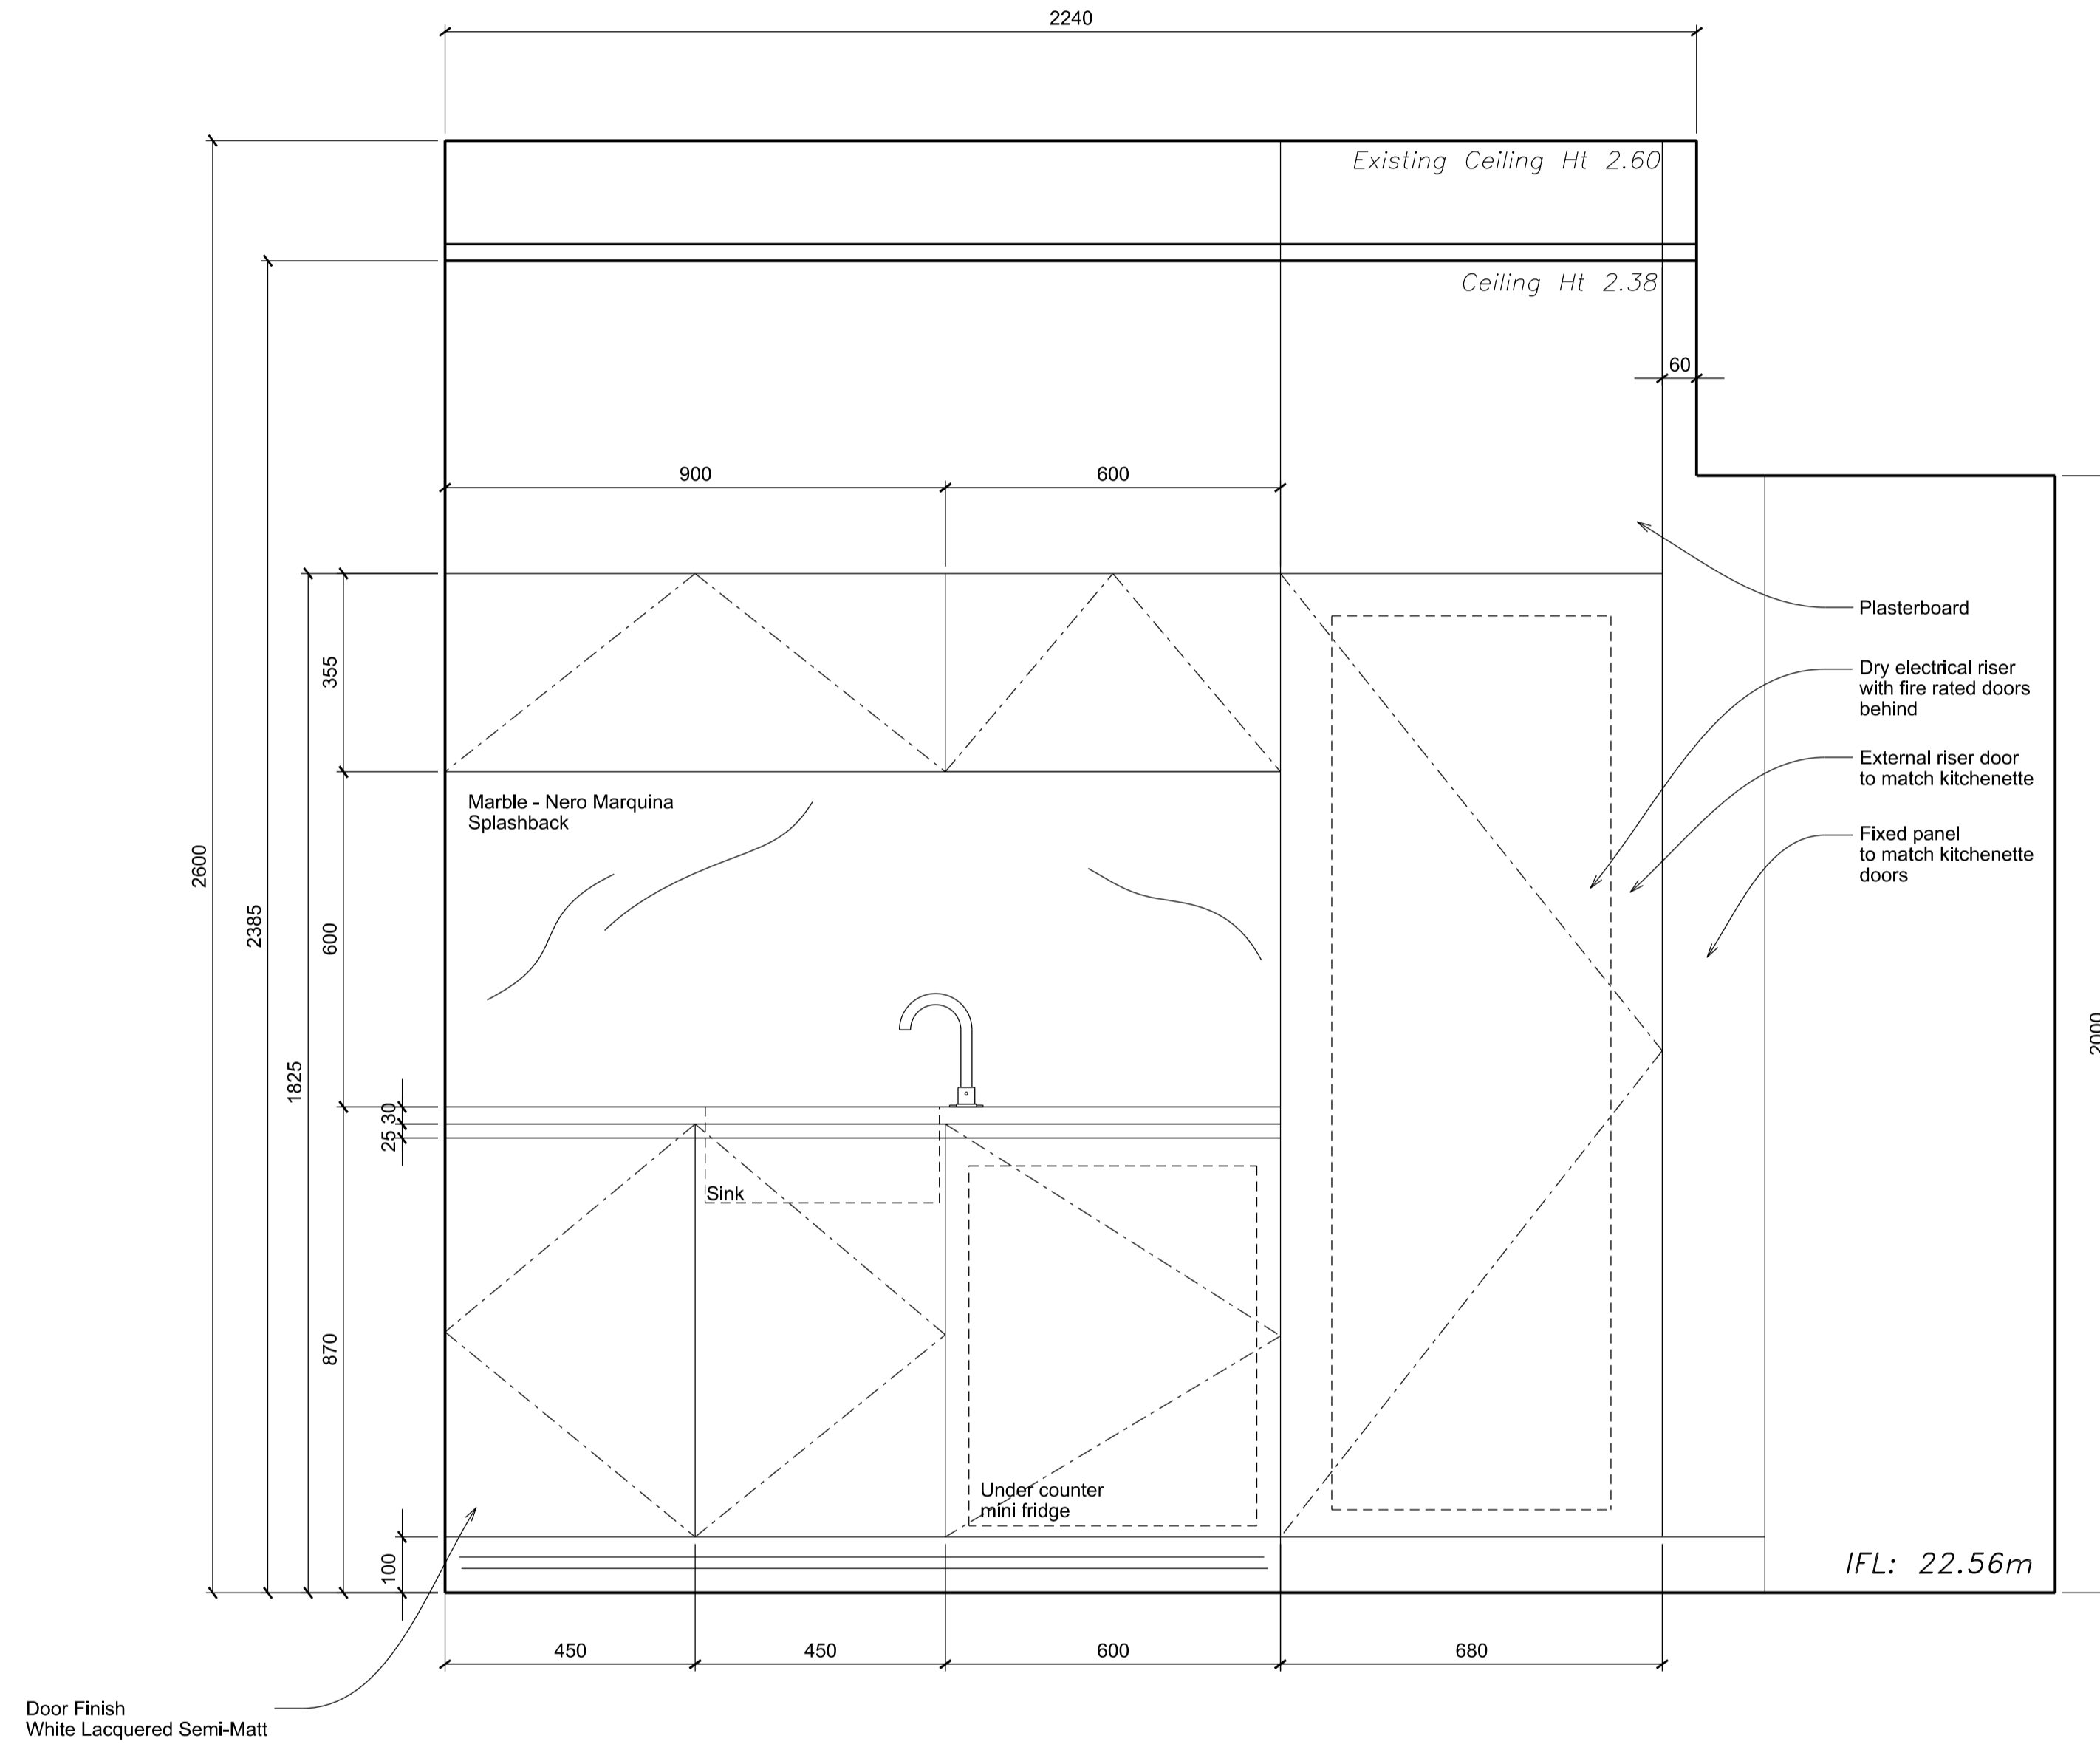 2240
Existing Ceiling Ht 2.60
Ceiling Ht 2.38
60
900
600
Plasterboard
355
Dry electrical riser
with fire rated doors
behind
External riser door
to match kitchenette
Marble - Nero Marquina
Splashback
Fixed panel
to match kitchenette
doors
2600
2385
600
2000
1825
30
25
Sink
870
Under counter
mini fridge
100
IFL: 22.56m
450
450
600
680
Door Finish
White Lacquered Semi-Matt